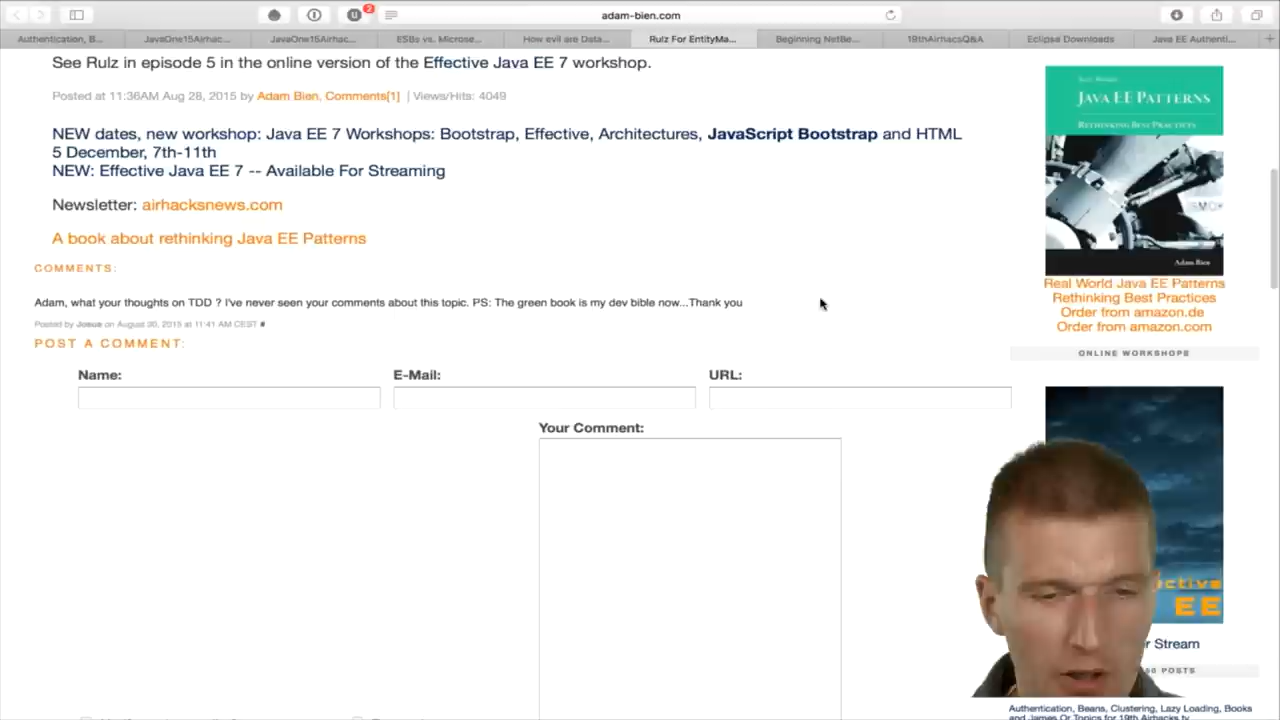 adam-bien.com
2
Authentication, B...
JavaOne15Airhac...
JavaOne15Airhac...
ESBs vs. Microse...
How evil are Data...
Rulz For EntityMa...
Beginning NetBe...
19thAirhacsQ&A
Eclipse Downloads
Java EE Authenti...
See Rulz in episode 5 in the online version of the Effective Java EE 7 workshop.
Posted at 11:36AM Aug 28, 2015 by Adam Bien, Comments[1] | Views/Hits: 4049
NEW dates, new workshop: Java EE 7 Workshops: Bootstrap, Effective, Architectures, JavaScript Bootstrap and HTML
5 December, 7th-11th
NEW: Effective Java EE 7 -- Available For Streaming
Newsletter: airhacksnews.com
A book about rethinking Java EE Patterns
COMMENTS:
Adam, what your thoughts on TDD ? I've never seen your comments about this topic. PS: The green book is my dev bible now...Thank you
Posted by Josue on August 30, 2015 at 11:41 AM CEST #
POST A COMMENT:
Name:
E-Mail:
URL:
Your Comment:
JAVA EE PATTERNS
RETHINKING BEST PRACTICES
Adam Bien
Real World Java EE Patterns
Rethinking Best Practices
Order from amazon.de
Order from amazon.com
ONLINE WORKSHOPS
ective
EE
r Stream
POSTS
Authentication, Beans, Clustering, Lazy Loading, Books
and James Or Topics for 19th Airhacks.tv